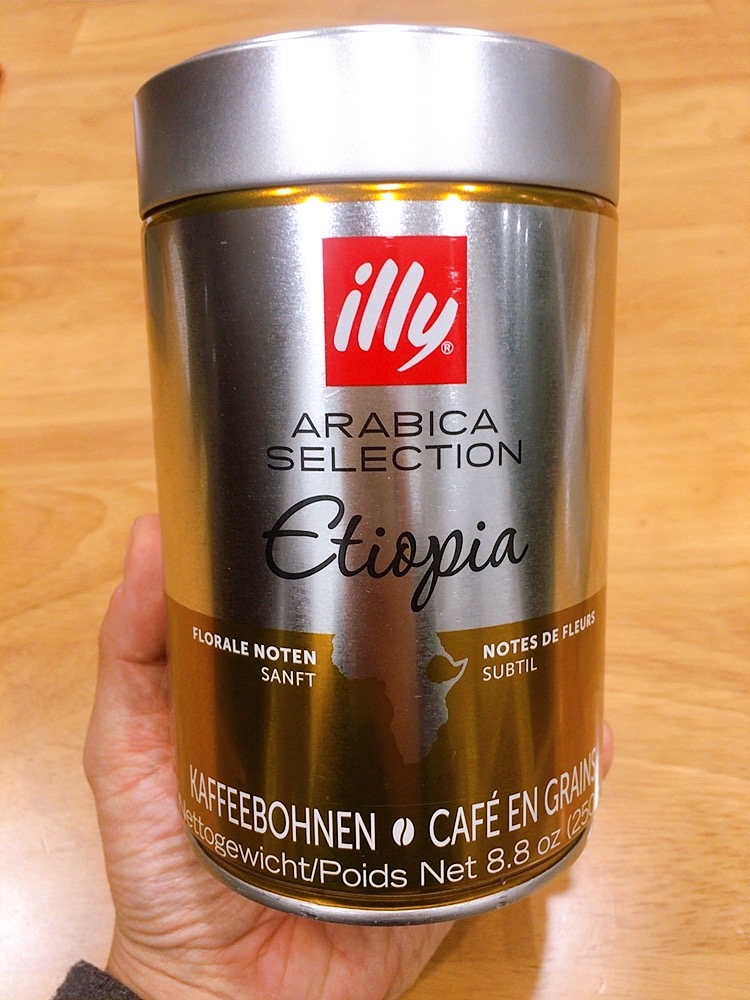 illy®
ARABICA
SELECTION
Etiopia
FLORALE NOTEN
SANFT
NOTES DE FLEURS
SUBTIL
KAFFEEBOHNEN CAFÉ EN GRAINS
Nettogewicht/Poids Net 8.8 oz (250